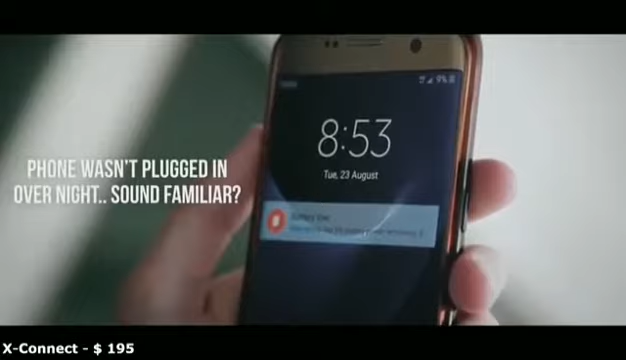 8:53
Tue, 23 August
PHONE WASN'T PLUGGED IN
OVER NIGHT.. SOUND FAMILIAR?
X-Connect - $ 195